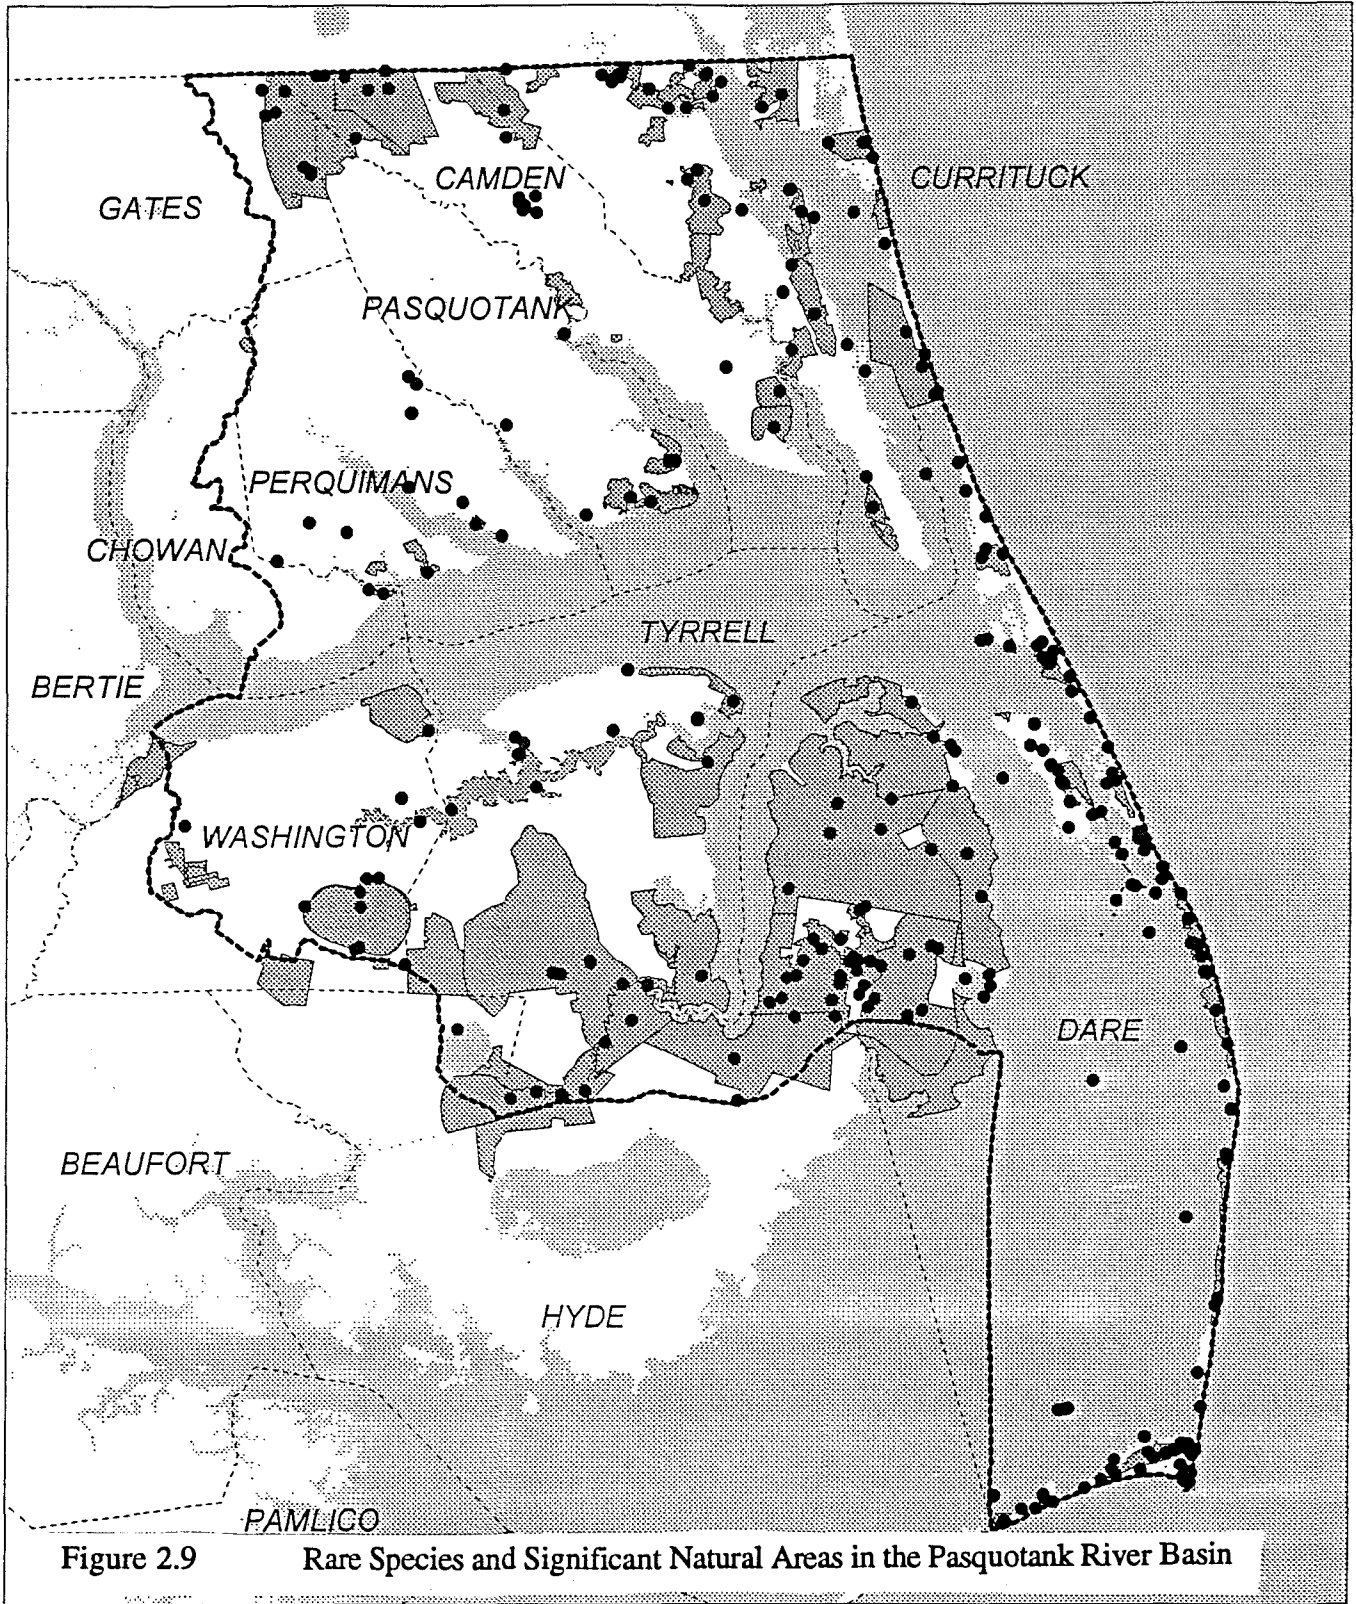 CURRITUCK
CAMDEN
GATES
PASQUOTANK
PERQUIMANS
CHOWAN
TYRRELL
BERTIE
WASHINGTON
DARE
BEAUFORT
HYDE
PAMLICO
Figure 2.9 Rare Species and Significant Natural Areas in the Pasquotank River Basin